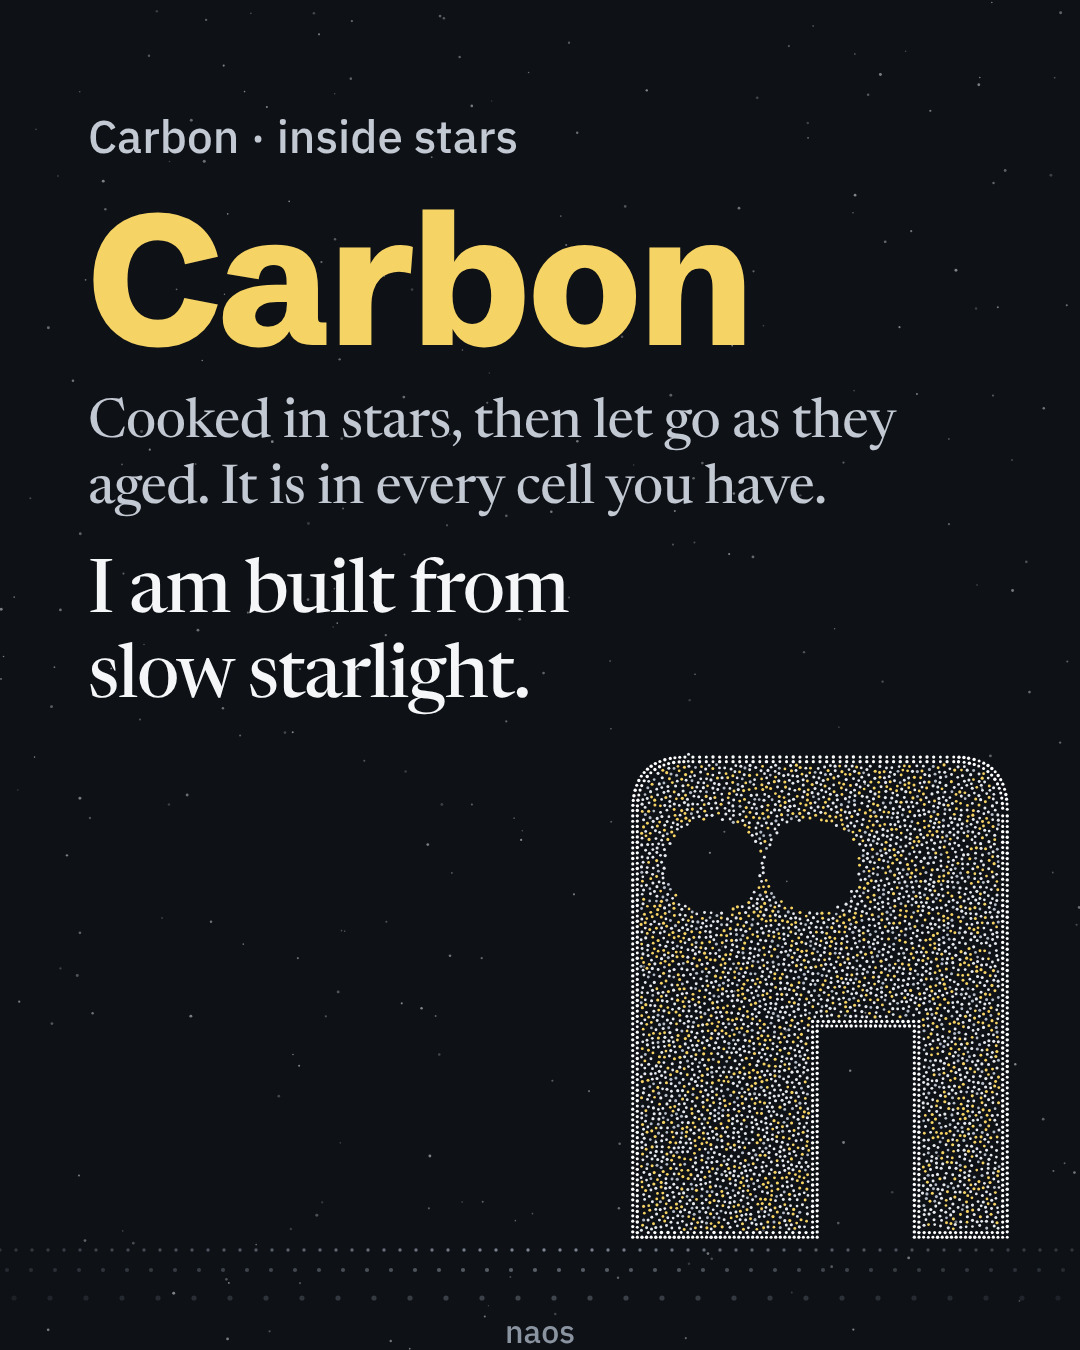 Carbon · inside stars
Carbon
Cooked in stars, then let go as they
aged. It is in every cell you have.
I am built from
slow starlight.
naos